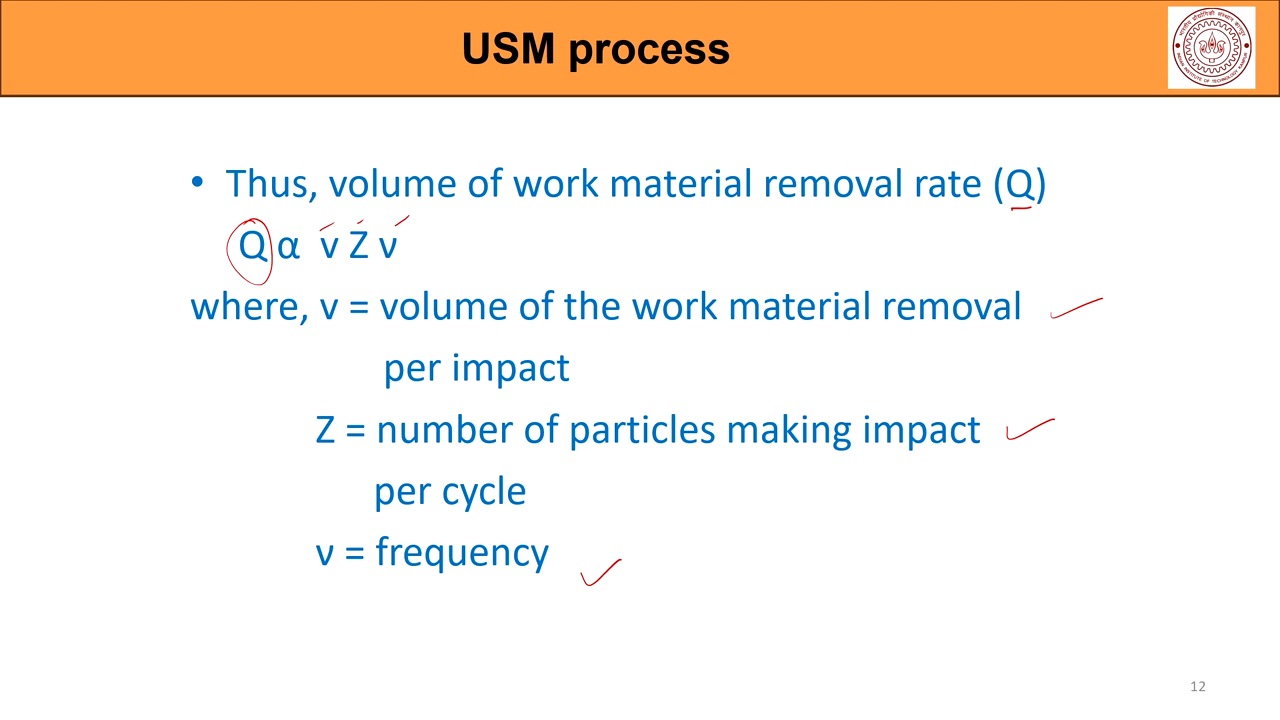 USM process
• Thus, volume of work material removal rate (Q)
Q α v Z ν
where, v = volume of the work material removal
per impact
Z = number of particles making impact
per cycle
ν = frequency
12